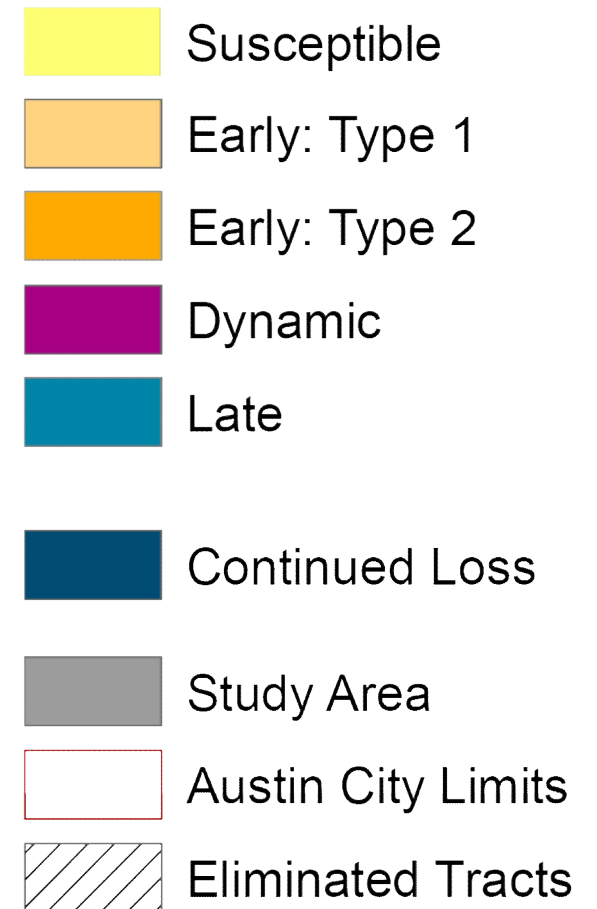 Susceptible
Early: Type 1
Early: Type 2
Dynamic
Late
Continued Loss
Study Area
Austin City Limits
Eliminated Tracts